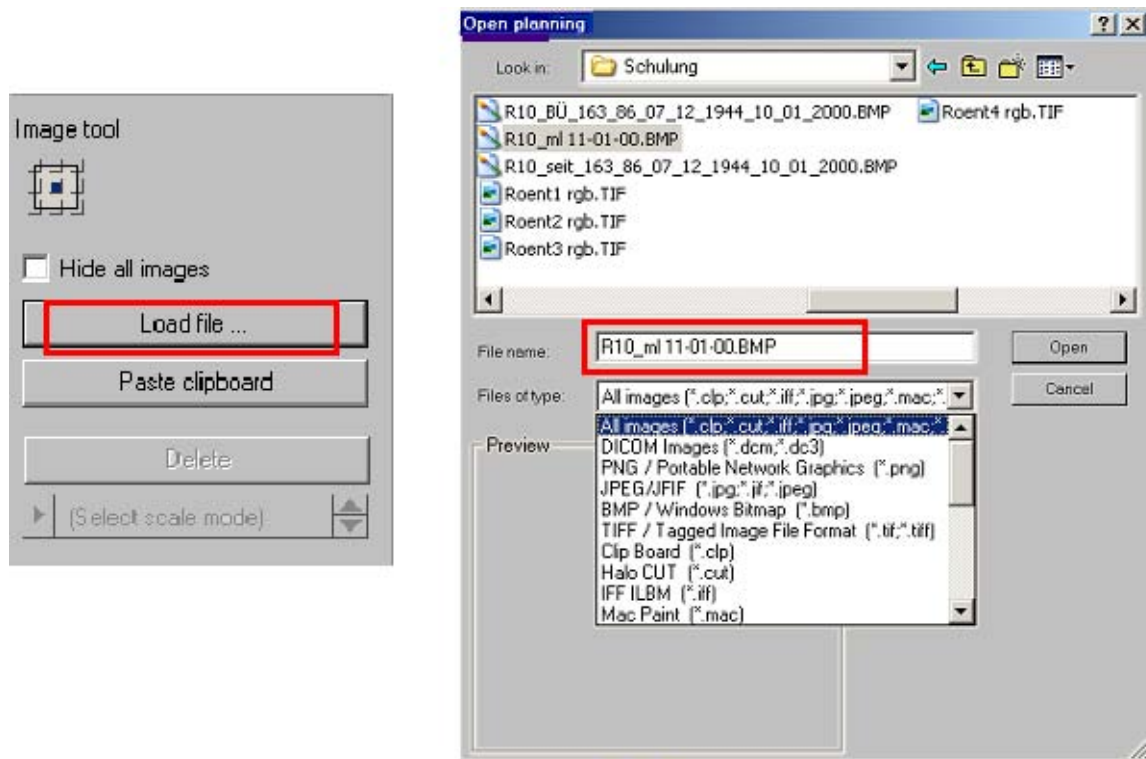 Image tool
Hide all images
Load file ...
Paste clipboard
Delete
(Select scale mode)
Open planning
Look in: Schulung
R10_BÜ_163_86_07_12_1944_10_01_2000.BMP
R10_ml 11-01-00.BMP
R10_seit_163_86_07_12_1944_10_01_2000.BMP
Roent1 rgb.TIF
Roent2 rgb.TIF
Roent3 rgb.TIF
Roent4 rgb.TIF
File name: R10_ml 11-01-00.BMP Open
Files of type: All images (*.clp;*.cut;*.iff;*.jpg;*.jpeg;*.mac;*. Cancel
All images (*.clp;*.cut;*.iff;*.jpg;*.jpeg;*.mac;*.
DICOM Images (*.dcm;*.dc3)
PNG / Portable Network Graphics (*.png)
JPEG/JFIF (*.jpg;*.jif;*.jpeg)
BMP / Windows Bitmap (*.bmp)
TIFF / Tagged Image File Format (*.tif;*.tiff)
Clip Board (*.clp)
Halo CUT (*.cut)
IFF ILBM (*.iff)
Mac Paint (*.mac)
Preview